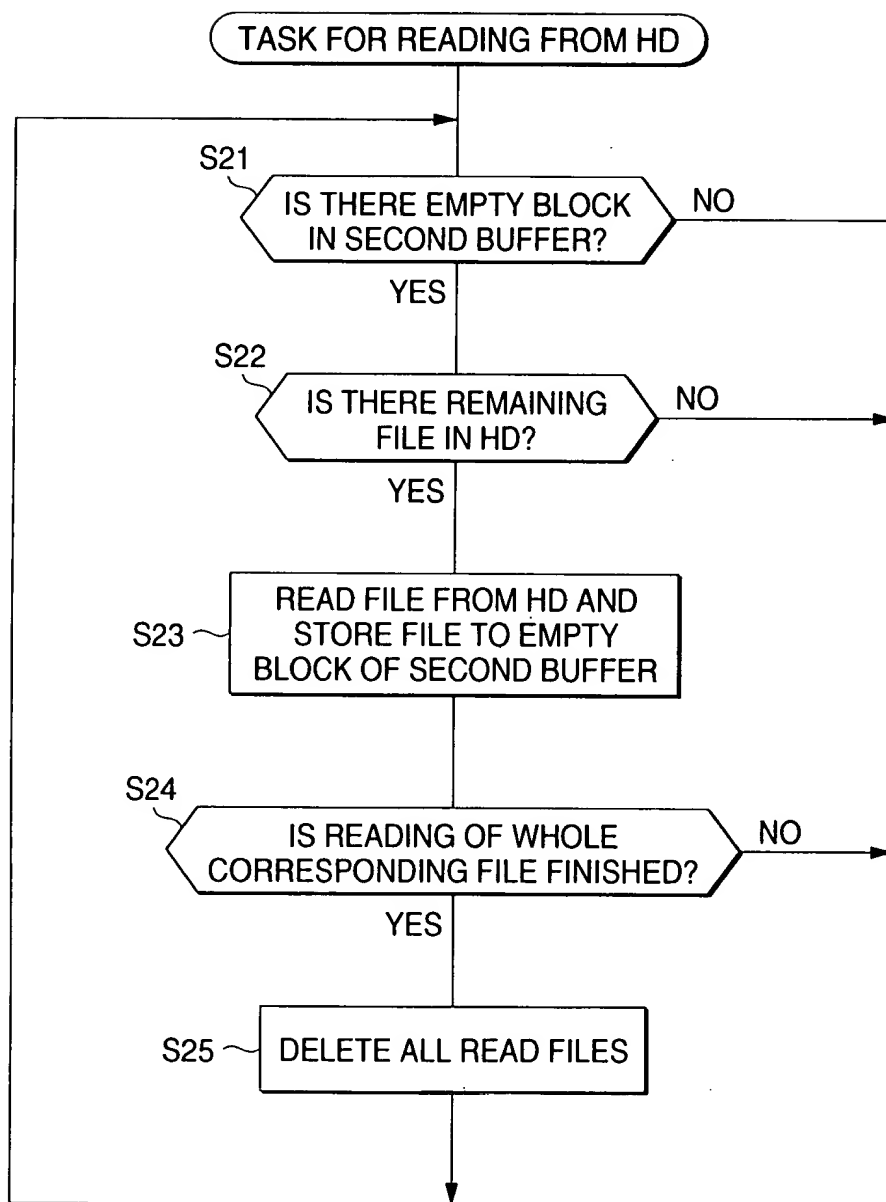 TASK FOR READING FROM HD
S21
IS THERE EMPTY BLOCK
IN SECOND BUFFER?
NO
YES
S22
IS THERE REMAINING
FILE IN HD?
NO
YES
S23
READ FILE FROM HD AND
STORE FILE TO EMPTY
BLOCK OF SECOND BUFFER
S24
IS READING OF WHOLE
CORRESPONDING FILE FINISHED?
NO
YES
S25
DELETE ALL READ FILES